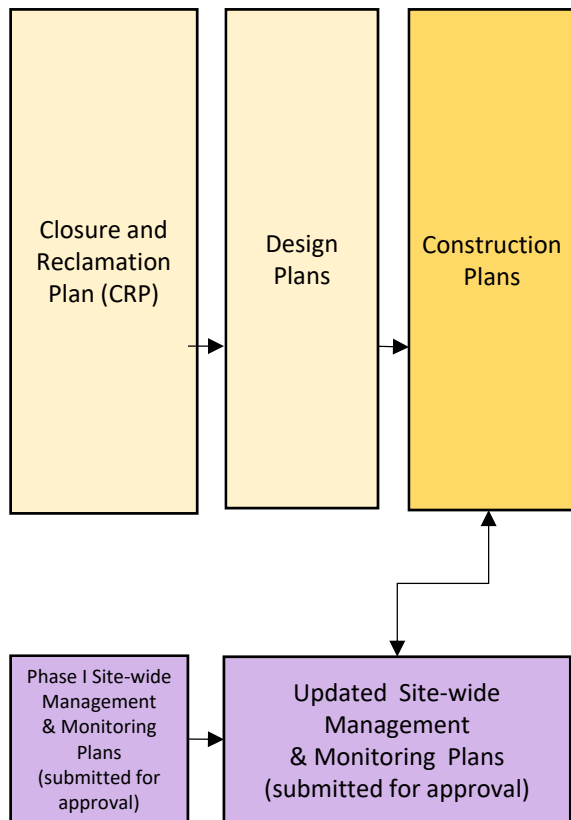 Closure and
Reclamation
Plan (CRP)
Design
Plans
Construction
Plans
Phase I Site-wide
Management
& Monitoring
Plans
(submitted for
approval)
Updated Site-wide
Management
& Monitoring Plans
(submitted for approval)